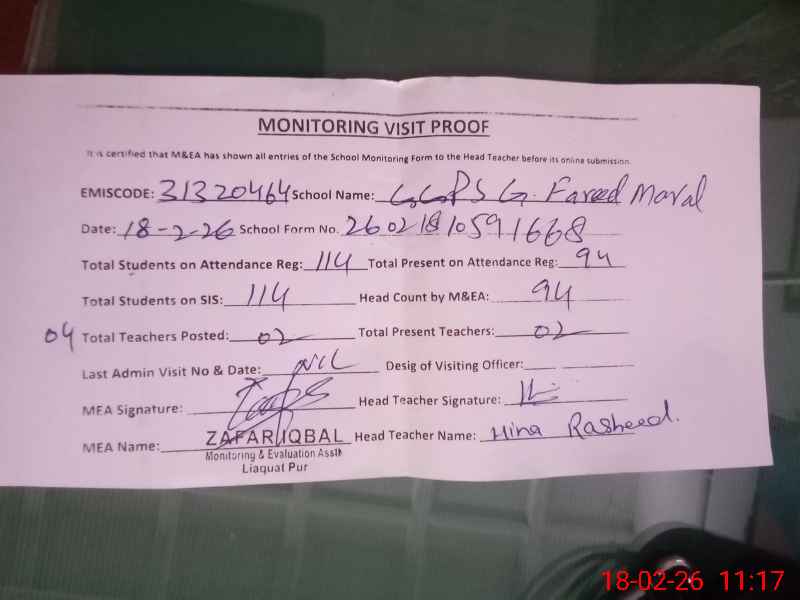 MONITORING VISIT PROOF
It is certified that M&EA has shown all entries of the School Monitoring Form to the Head Teacher before its online submission.
EMISCODE: 31320464 School Name: GGPS G. Fareed Moral
Date: 18-2-26 School Form No. 26021810591668
Total Students on Attendance Reg: 114 Total Present on Attendance Reg: 94
Total Students on SIS: 114 Head Count by M&EA: 94
04 Total Teachers Posted: 02 Total Present Teachers: 02
Last Admin Visit No & Date: NIL Desig of Visiting Officer:
MEA Signature: Head Teacher Signature:
MEA Name: ZAFAR IQBAL Head Teacher Name: Hina Rasheed.
Monitoring & Evaluation Asstt
Liaquat Pur
18-02-26 11:17